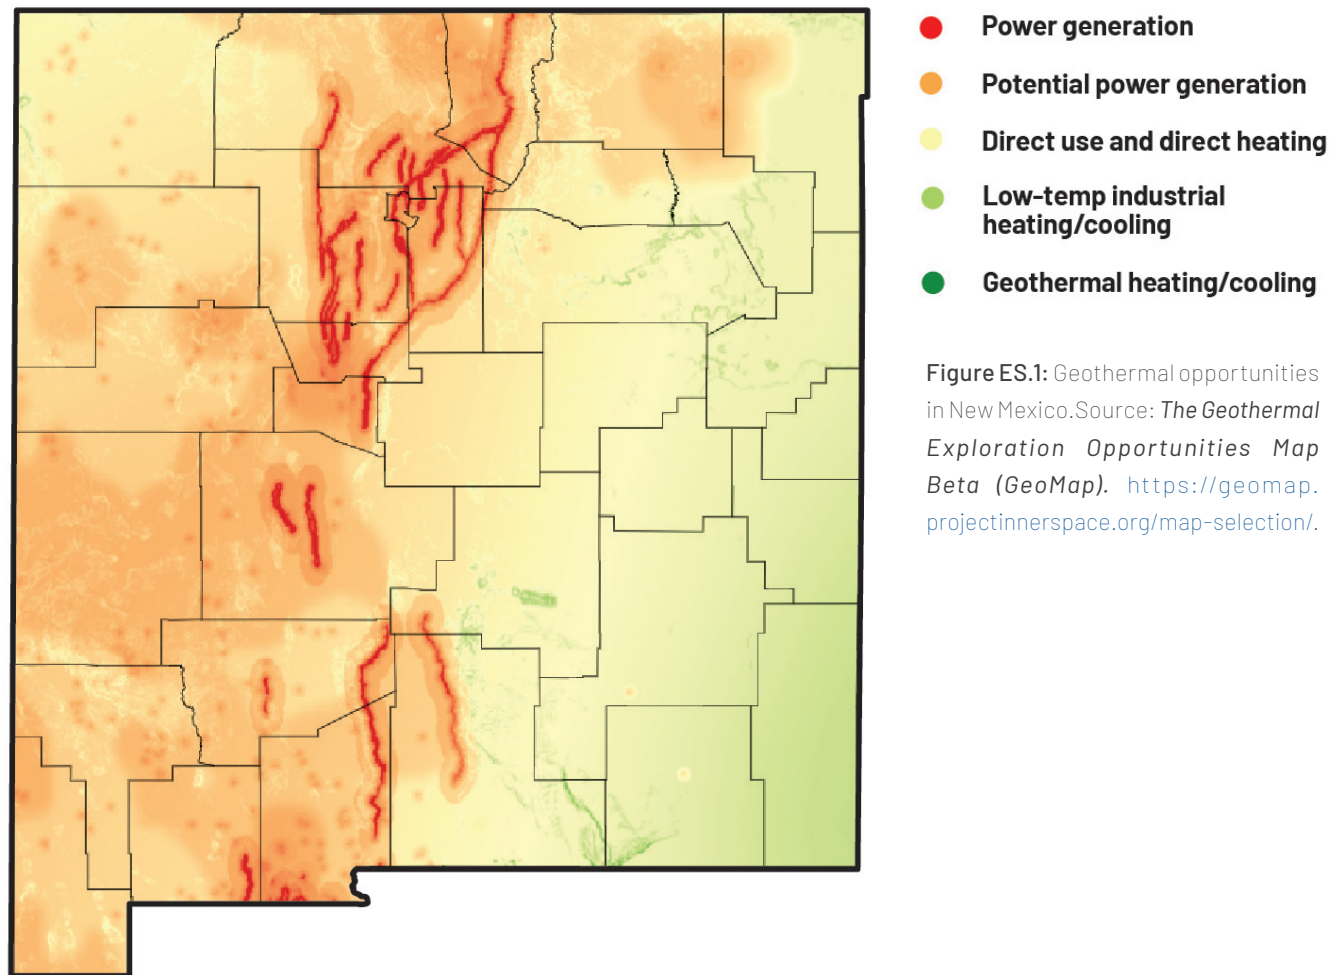 Power generation
Potential power generation
Direct use and direct heating
Low-temp industrial
heating/cooling
Geothermal heating/cooling
Figure ES.1: Geothermal opportunities
in New Mexico.Source: The Geothermal
Exploration Opportunities Map
Beta (GeoMap). https://geomap.
projectinnerspace.org/map-selection/.